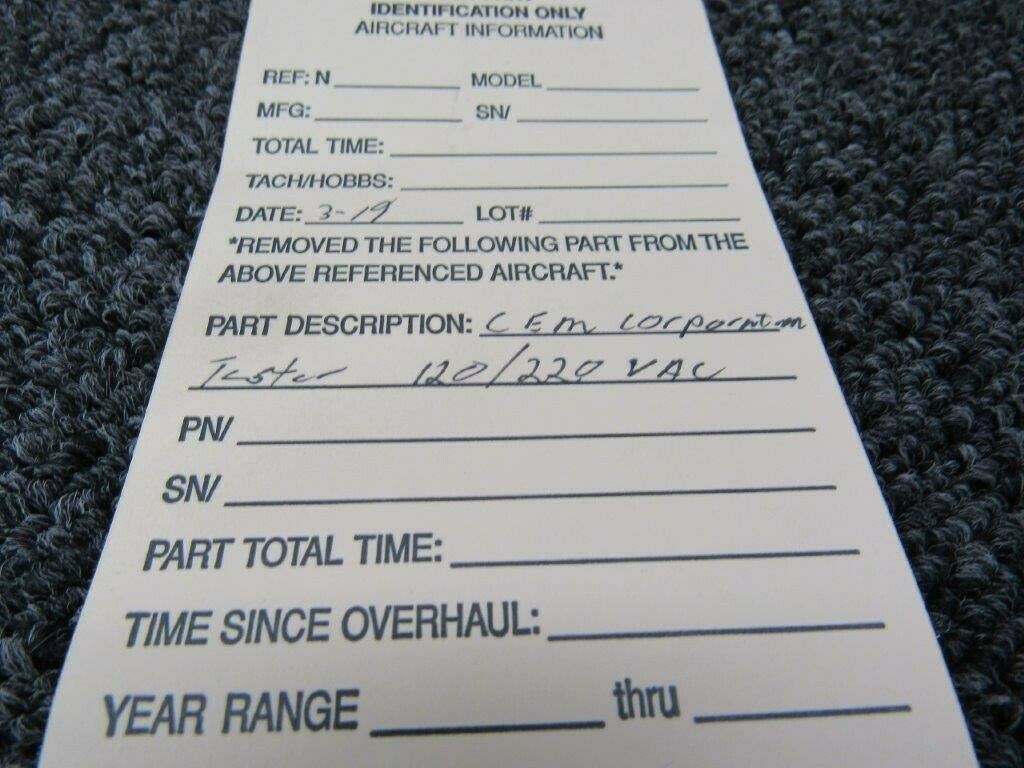 IDENTIFICATION ONLY
AIRCRAFT INFORMATION
REF: N MODEL
MFG: SN/
TOTAL TIME:
TACH/HOBBS:
DATE: 3-19 LOT#
*REMOVED THE FOLLOWING PART FROM THE
ABOVE REFERENCED AIRCRAFT.*
PART DESCRIPTION: CEM Corporation
Tester 120/220 VAC
PN/
SN/
PART TOTAL TIME:
TIME SINCE OVERHAUL:
YEAR RANGE thru